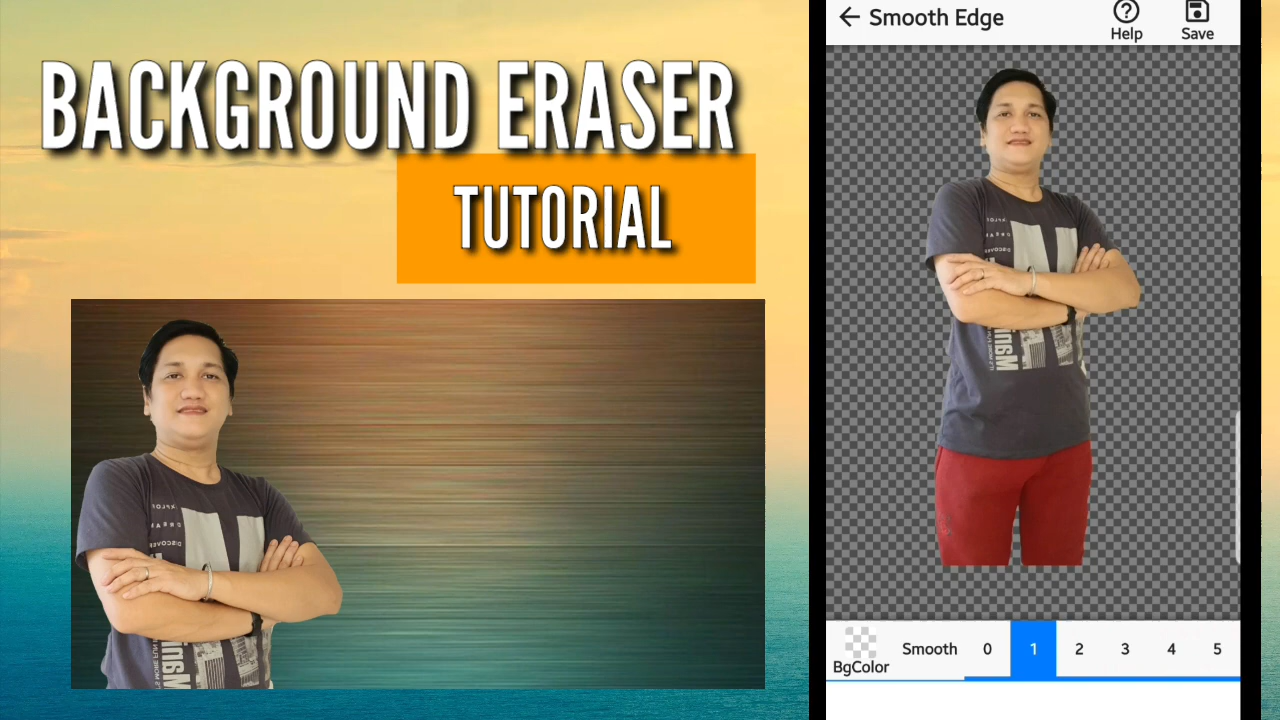 BACKGROUND ERASER
TUTORIAL
Smooth Edge
Help
Save
BgColor
Smooth 0 1 2 3 4 5